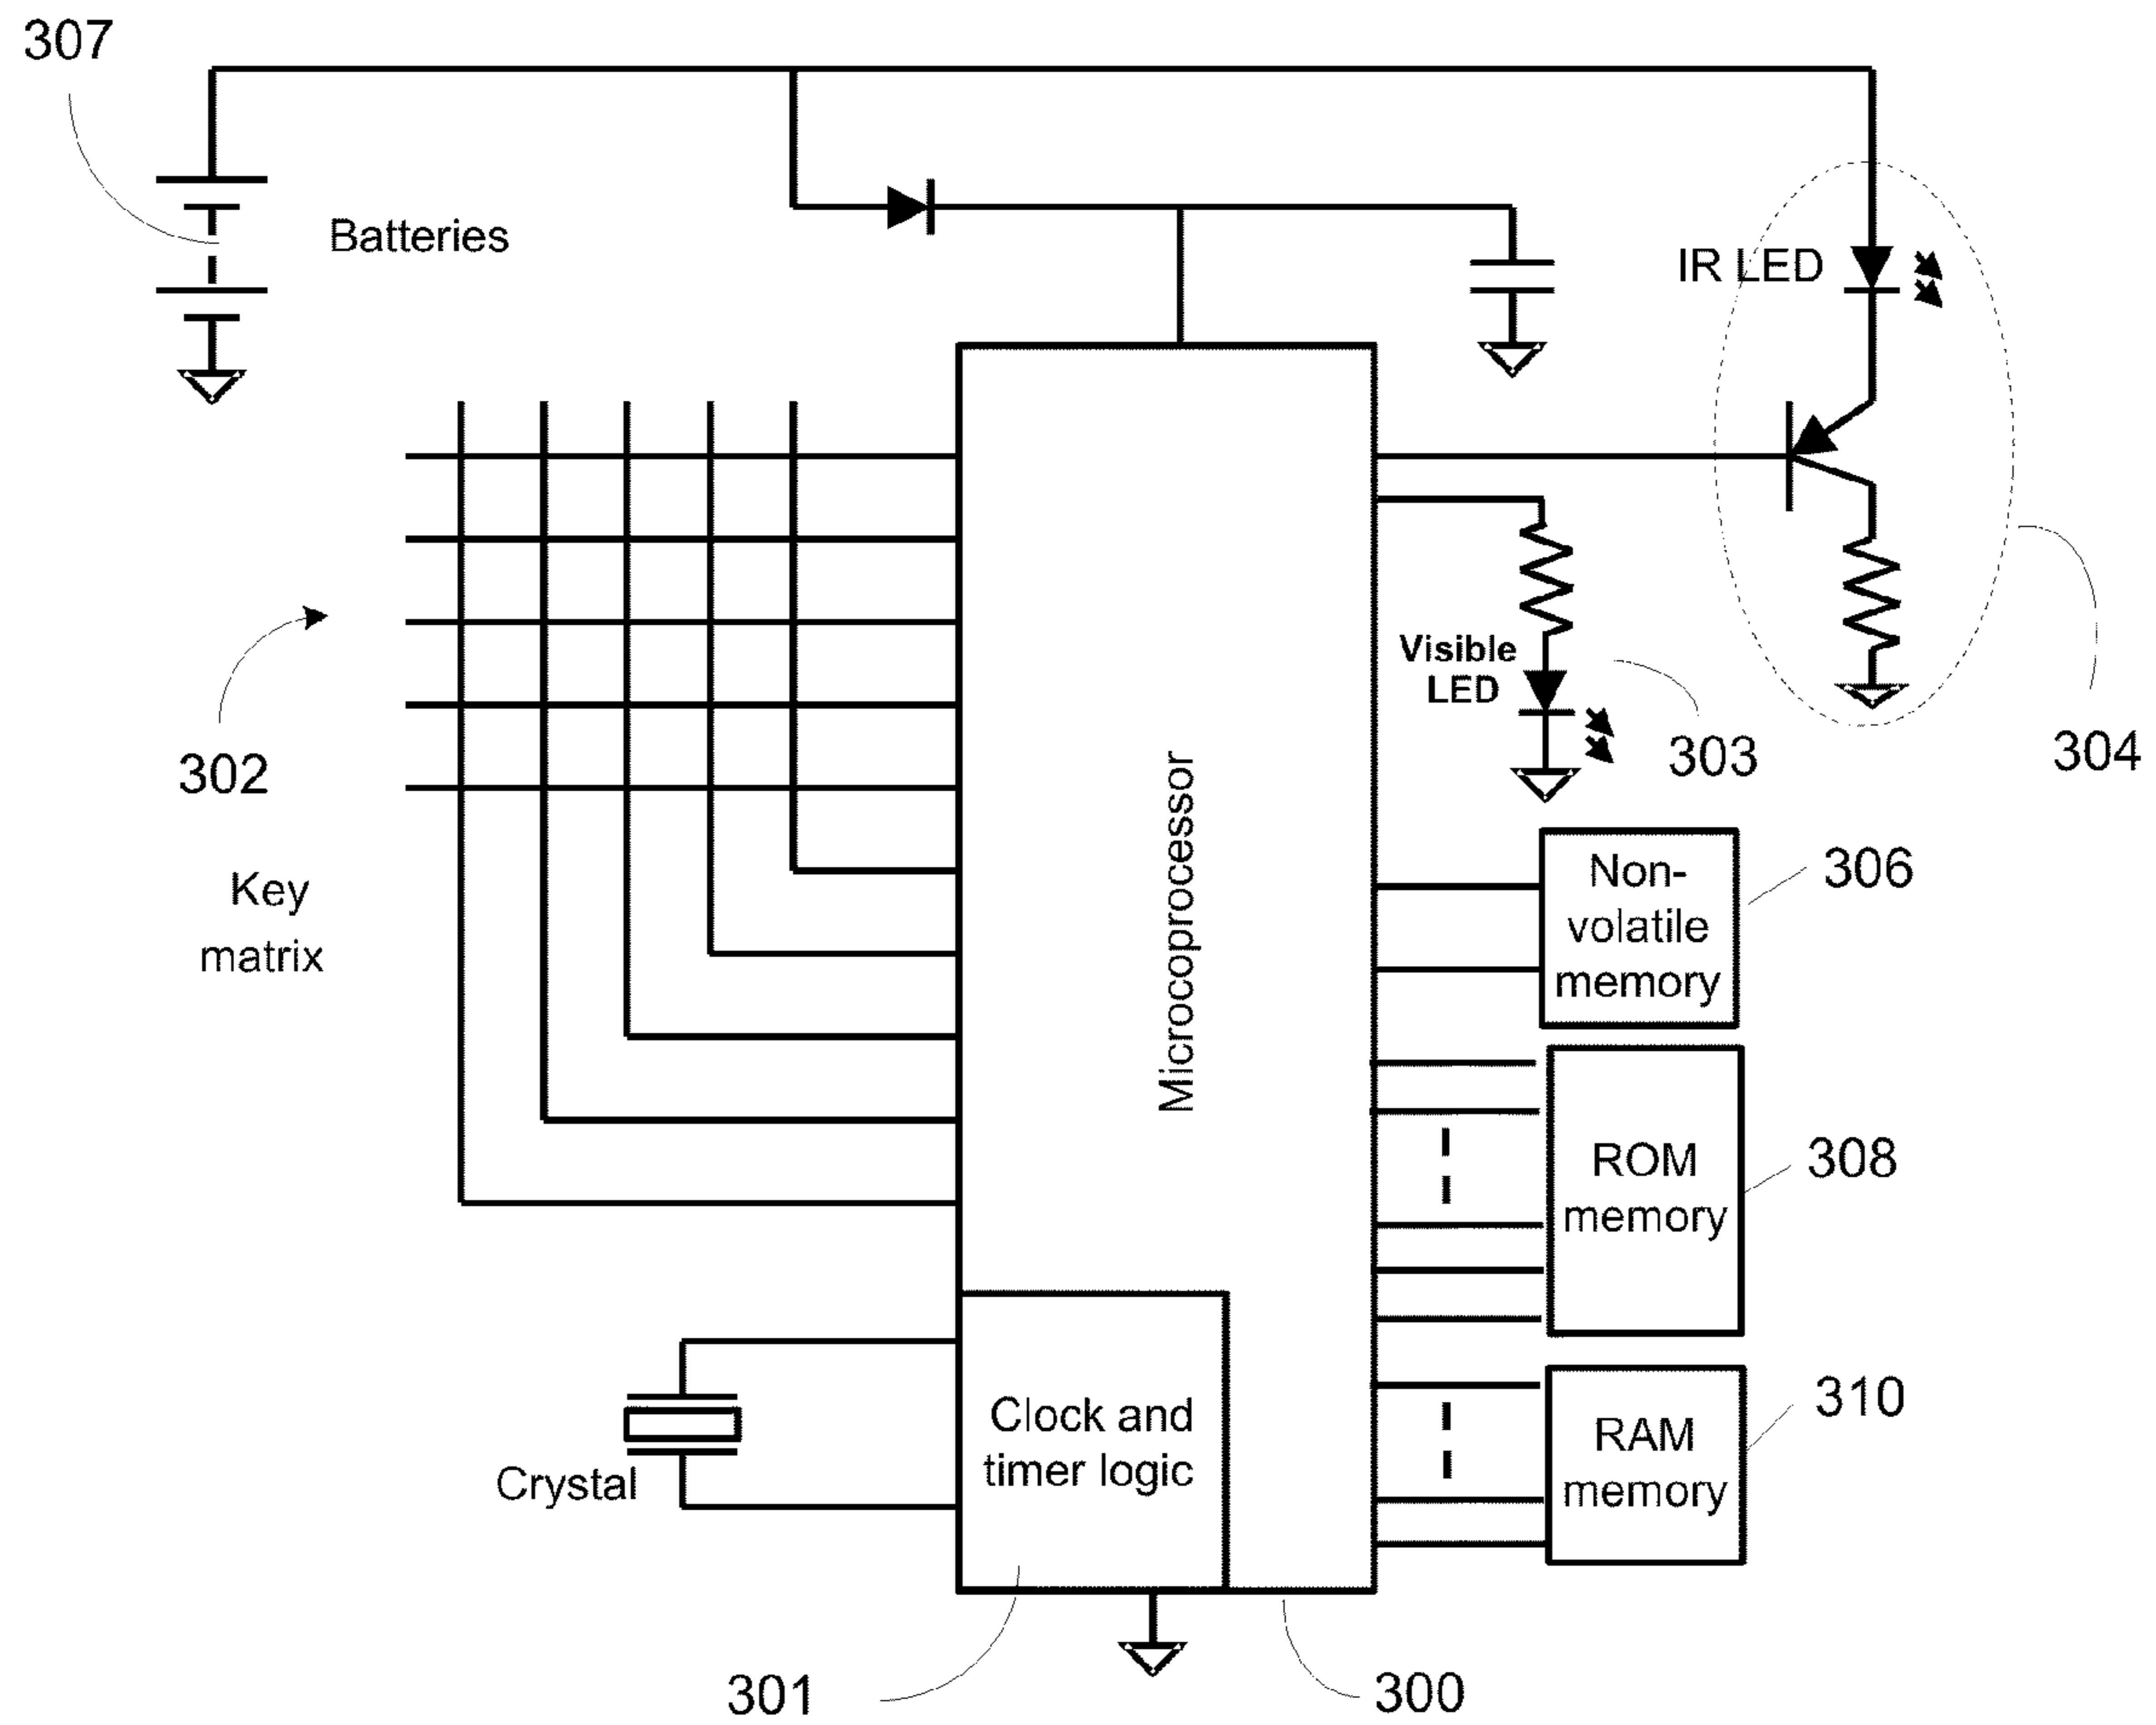 307
Batteries
IR LED
302
Key
matrix
Microcoprocessor
Visible
LED
303
304
Non-
volatile
memory
306
ROM
memory
308
RAM
memory
310
Clock and
timer logic
Crystal
301
300